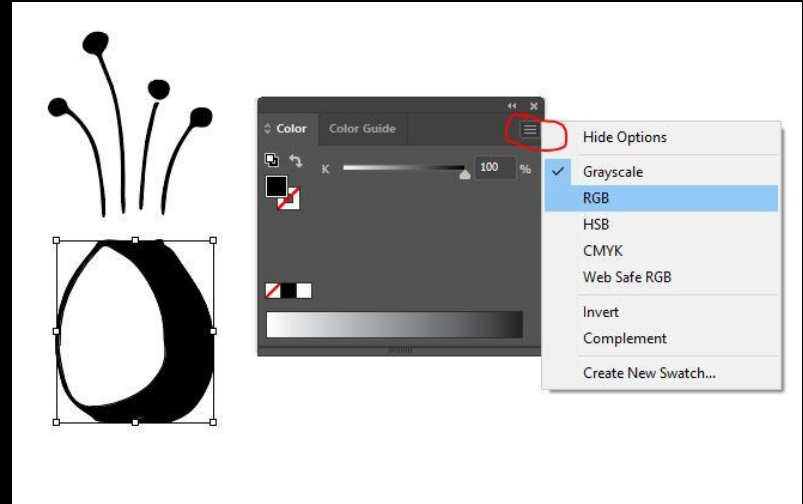 Color
Color Guide
K
100
%
Hide Options
Grayscale
RGB
HSB
CMYK
Web Safe RGB
Invert
Complement
Create New Swatch...